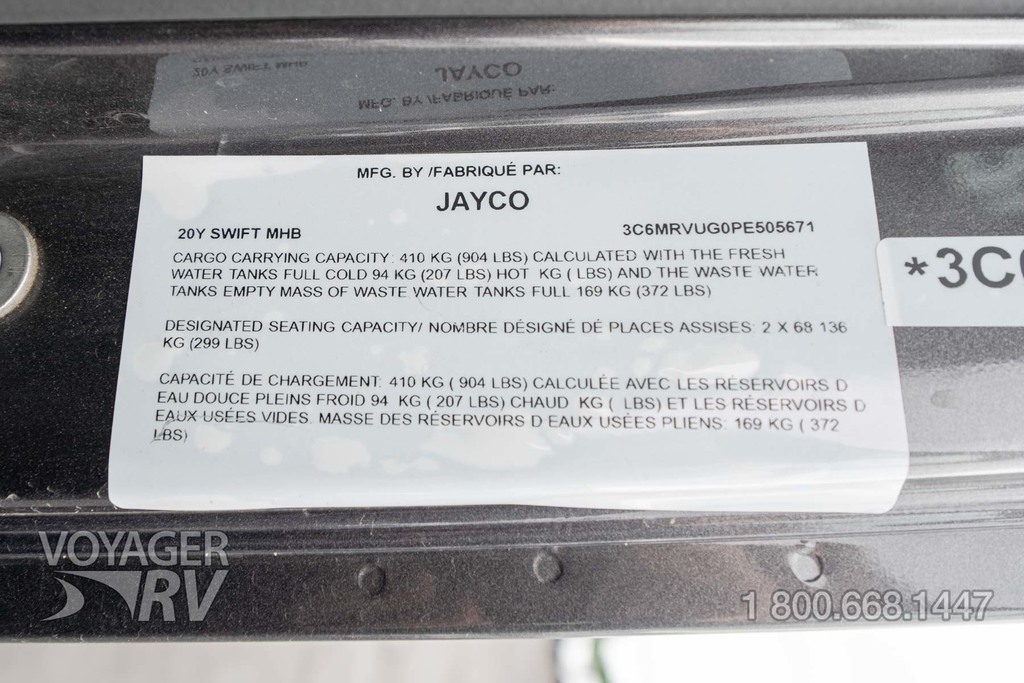 MFG. BY /FABRIQUÉ PAR:
JAYCO
20Y SWIFT MHB 3C6MRVUG0PE505671
CARGO CARRYING CAPACITY: 410 KG (904 LBS) CALCULATED WITH THE FRESH
WATER TANKS FULL COLD 94 KG (207 LBS) HOT KG ( LBS) AND THE WASTE WATER
TANKS EMPTY MASS OF WASTE WATER TANKS FULL 169 KG (372 LBS)
DESIGNATED SEATING CAPACITY/ NOMBRE DÉSIGNÉ DÉ PLACES ASSISES: 2 X 68 136
KG (299 LBS)
CAPACITÉ DE CHARGEMENT: 410 KG ( 904 LBS) CALCULÉE AVEC LES RÉSERVOIRS D
EAU DOUCE PLEINS FROID 94 KG ( 207 LBS) CHAUD KG ( LBS) ET LES RÉSERVOIRS D
EAUX USÉES VIDES. MASSE DES RÉSERVOIRS D EAUX USÉES PLIENS: 169 KG ( 372
LBS)
*3C
VOYAGER
RV
1 800.668.1447